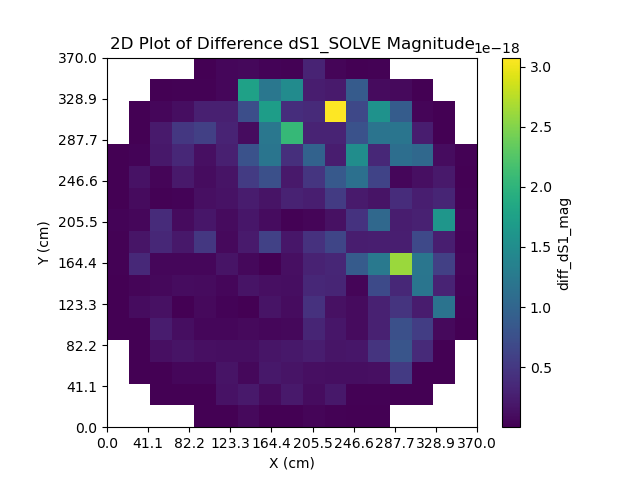 2D Plot of Difference dS1_SOLVE Magnitude
1e−18
370.0
328.9
287.7
246.6
205.5
164.4
123.3
82.2
41.1
0.0
Y (cm)
0.0 41.1 82.2 123.3 164.4 205.5 246.6 287.7 328.9 370.0
X (cm)
3.0
2.5
2.0
1.5
1.0
0.5
diff_dS1_mag